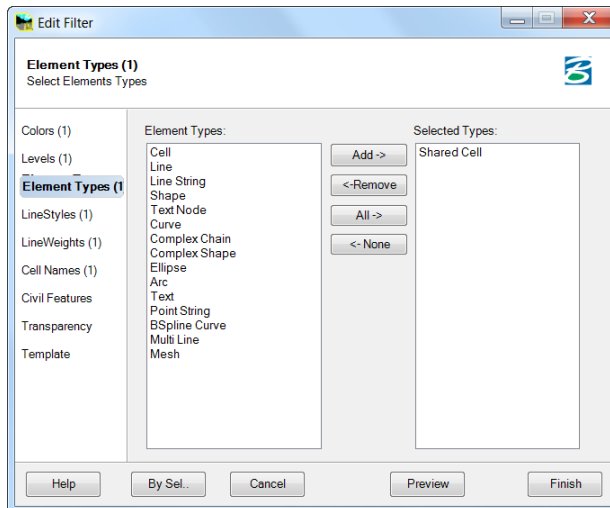 Edit Filter
Element Types (1)
Select Elements Types
Colors (1)
Levels (1)
Element Types (1
LineStyles (1)
LineWeights (1)
Cell Names (1)
Civil Features
Transparency
Template
Element Types:
Cell
Line
Line String
Shape
Text Node
Curve
Complex Chain
Complex Shape
Ellipse
Arc
Text
Point String
BSpline Curve
Multi Line
Mesh
Add ->
<-Remove
All ->
<- None
Selected Types:
Shared Cell
Help
By Sel..
Cancel
Preview
Finish